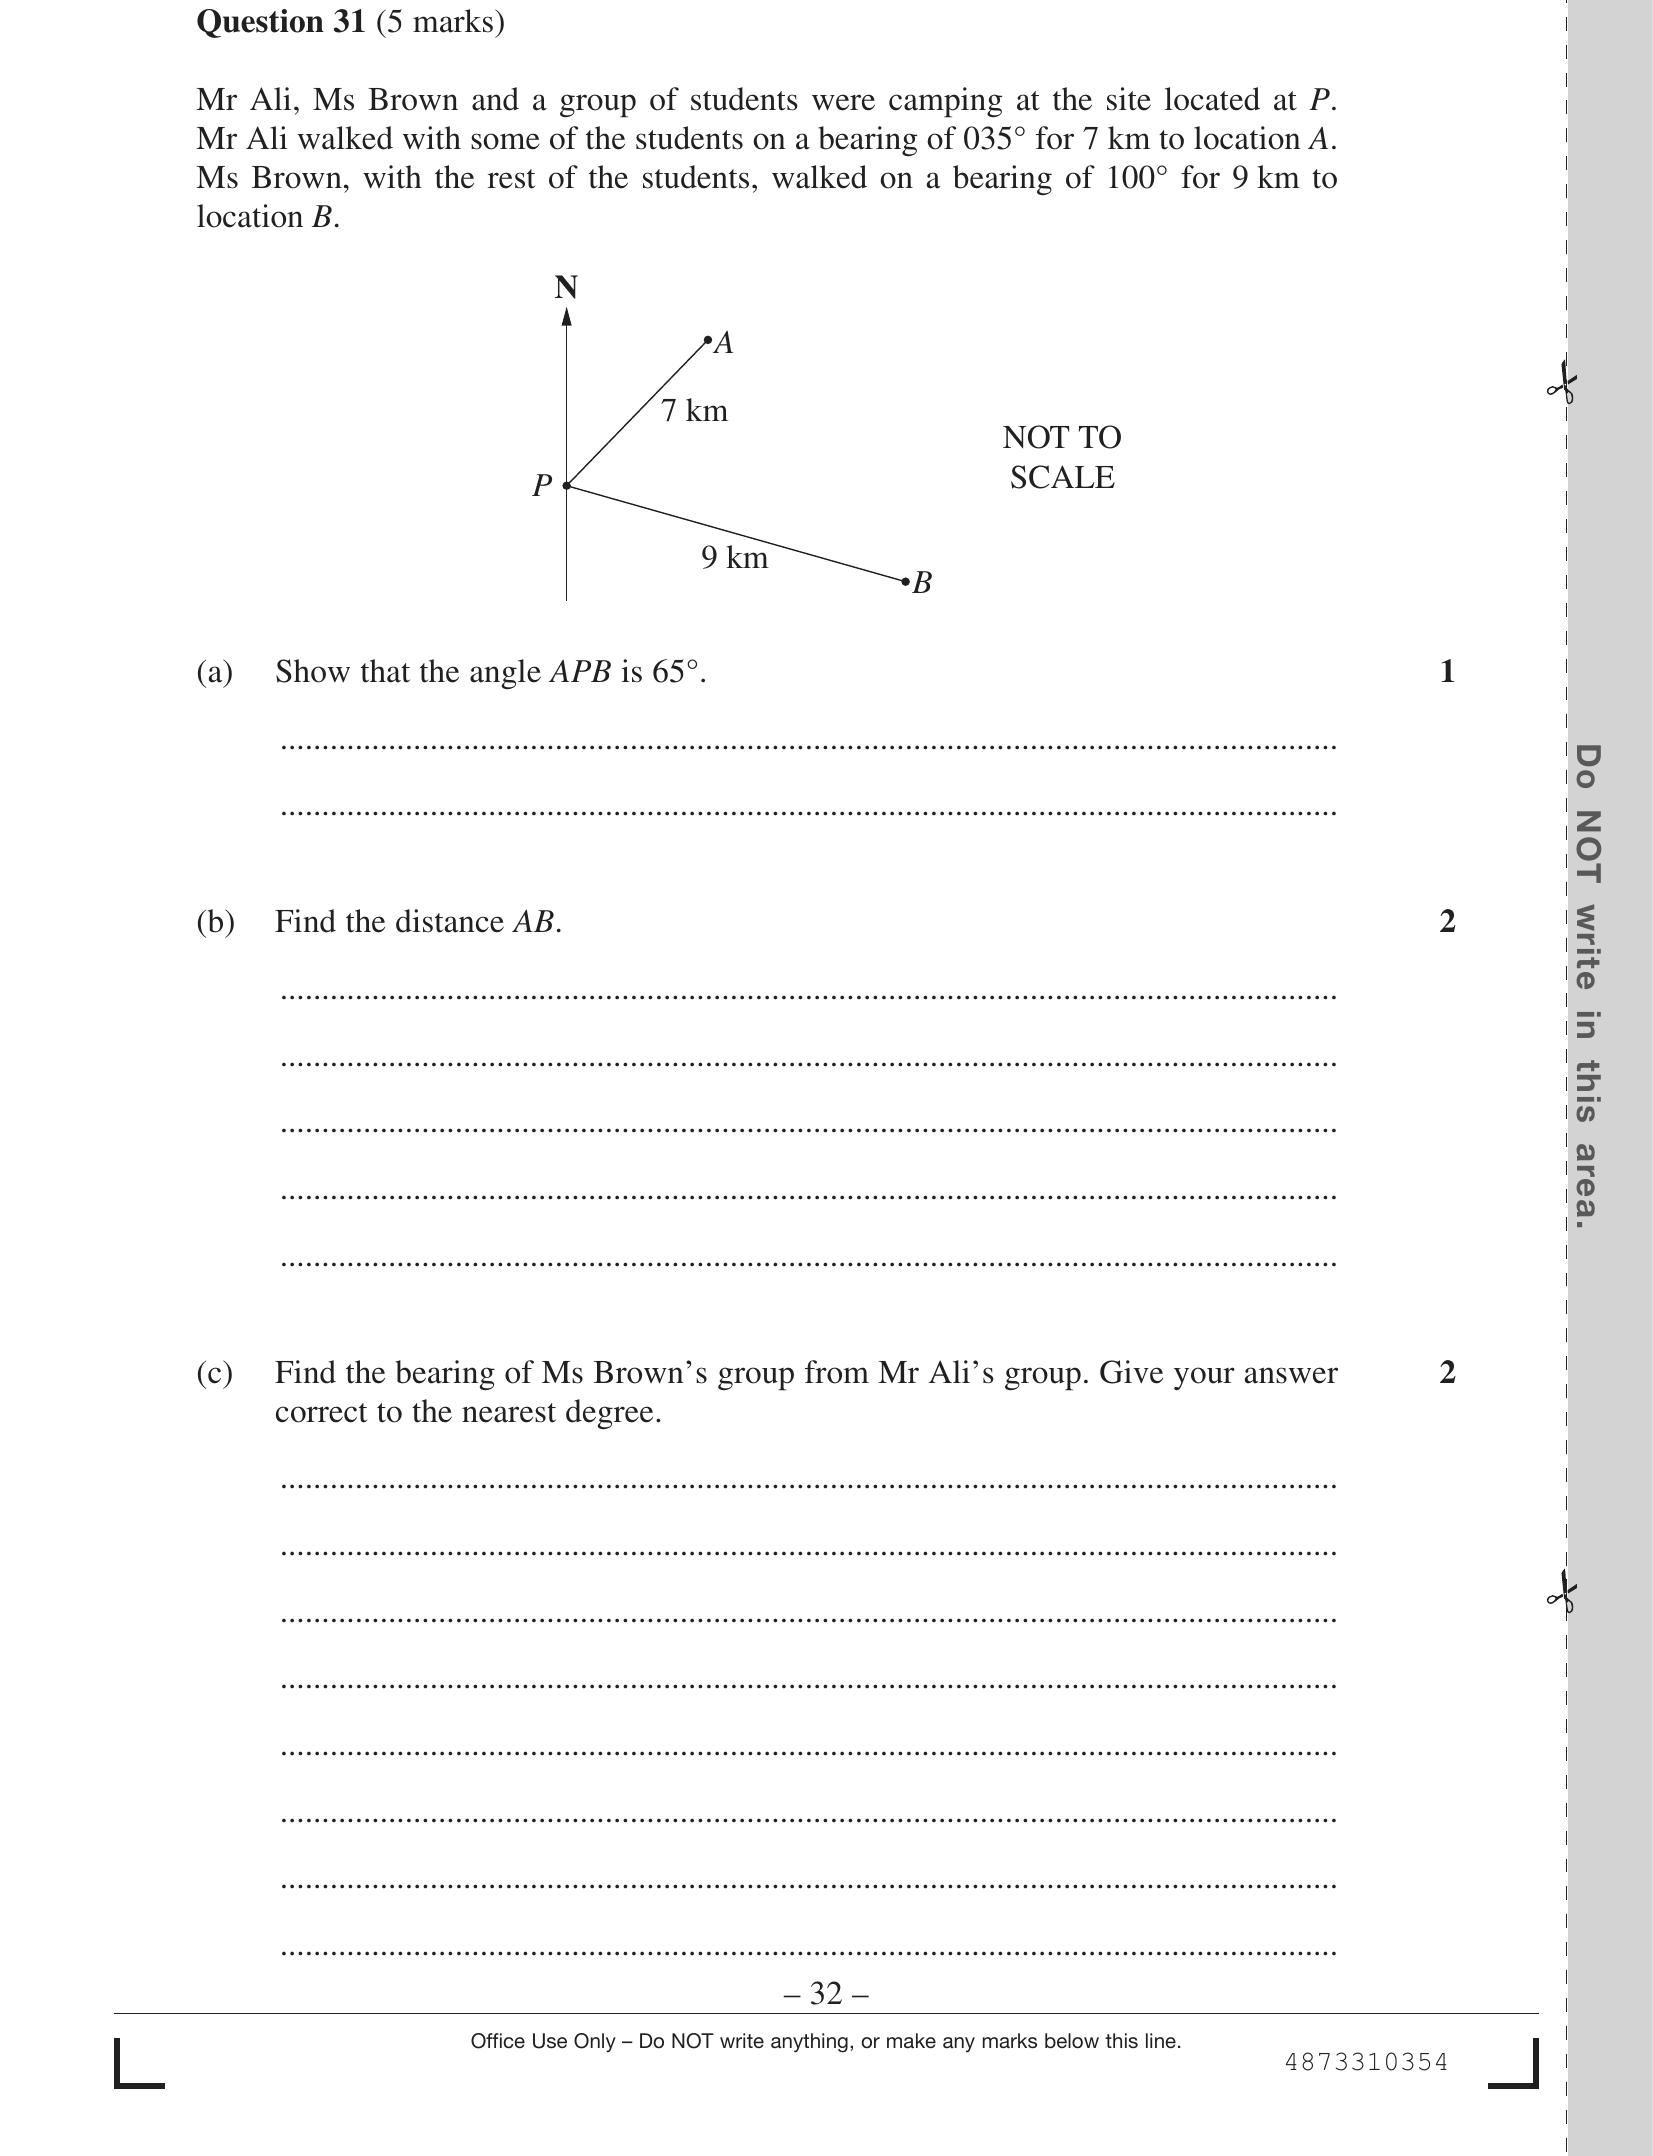 Question 31 (5 marks)
Mr Ali, Ms Brown and a group of students were camping at the site located at P.
Mr Ali walked with some of the students on a bearing of 035° for 7 km to location A.
Ms Brown, with the rest of the students, walked on a bearing of 100° for 9 km to
location B.
N
A
7 km
NOT TO
SCALE
P
9 km
B
(a) Show that the angle APB is 65°. 1
(b) Find the distance AB. 2
(c) Find the bearing of Ms Brown's group from Mr Ali's group. Give your answer 2
correct to the nearest degree.
– 32 –
Office Use Only – Do NOT write anything, or make any marks below this line.
4873310354
Do NOT write in this area.